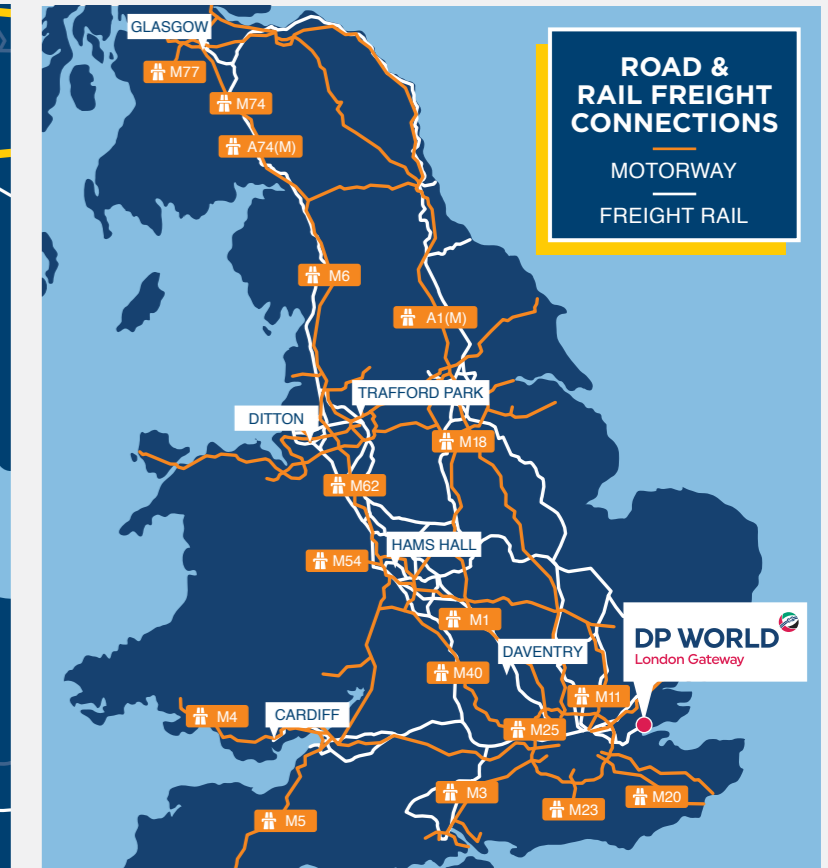 GLASGOW
M77
M74
A74(M)
ROAD &
RAIL FREIGHT
CONNECTIONS
MOTORWAY
FREIGHT RAIL
M6
A1(M)
TRAFFORD PARK
DITTON
M18
M62
HAMS HALL
M54
M1
DP WORLD
London Gateway
DAVENTRY
M40
M11
M4
CARDIFF
M25
M3
M20
M23
M5